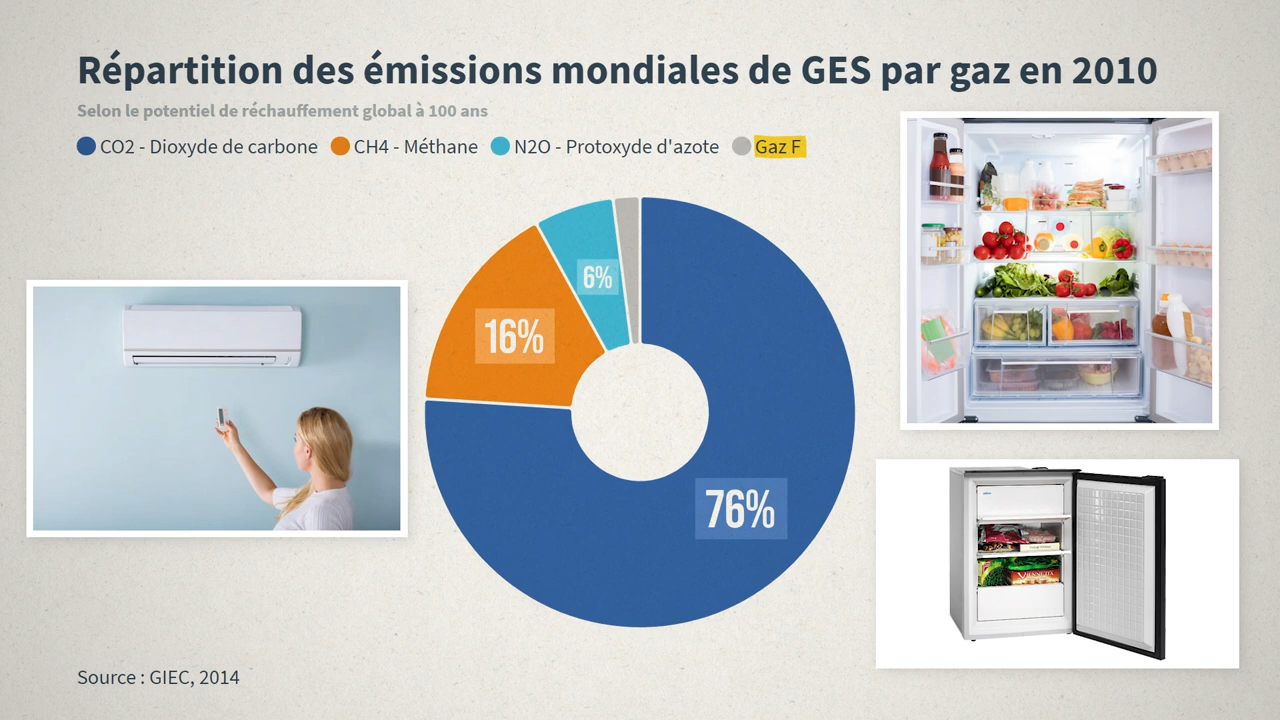 Répartition des émissions mondiales de GES par gaz en 2010
Selon le potentiel de réchauffement global à 100 ans
CO2 - Dioxyde de carbone CH4 - Méthane N2O - Protoxyde d'azote Gaz F
6%
16%
76%
Source : GIEC, 2014